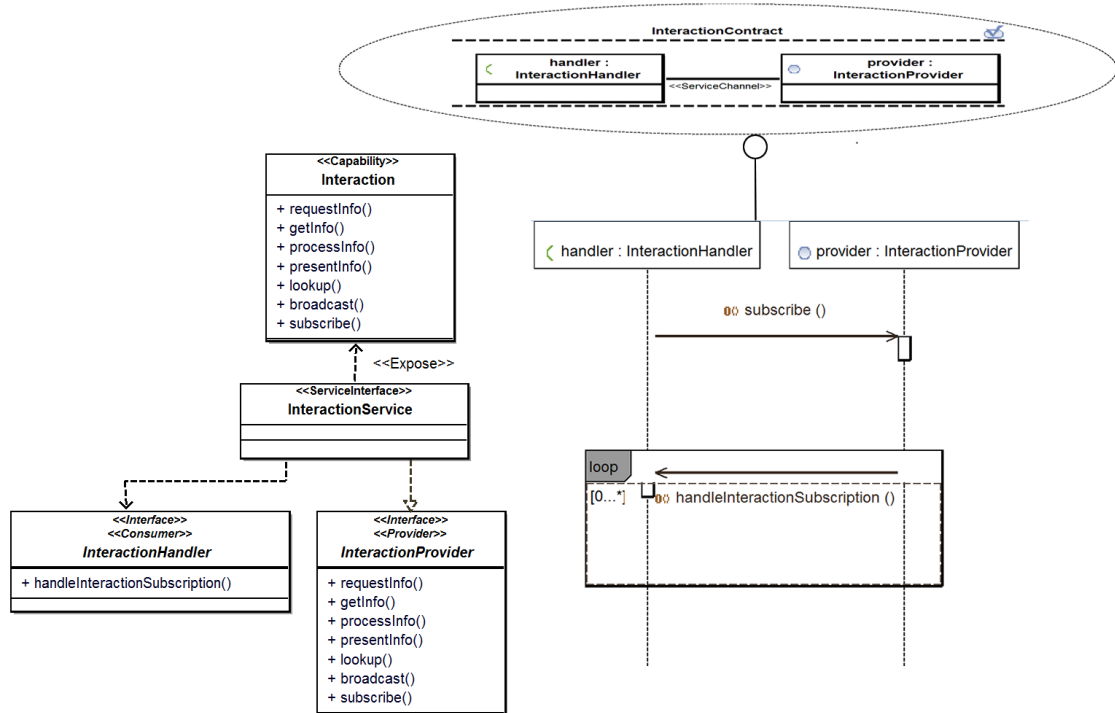 InteractionContract
handler :
InteractionHandler
<<ServiceChannel>>
provider :
InteractionProvider
<<Capability>>
Interaction
+ requestInfo()
+ getInfo()
+ processInfo()
+ presentInfo()
+ lookup()
+ broadcast()
+ subscribe()
<<Expose>>
<<ServiceInterface>>
InteractionService
<<Interface>>
<<Consumer>>
InteractionHandler
+ handleInteractionSubscription()
<<Interface>>
<<Provider>>
InteractionProvider
+ requestInfo()
+ getInfo()
+ processInfo()
+ presentInfo()
+ lookup()
+ broadcast()
+ subscribe()
handler : InteractionHandler
provider : InteractionProvider
subscribe ()
loop
[0...*]
handleInteractionSubscription ()